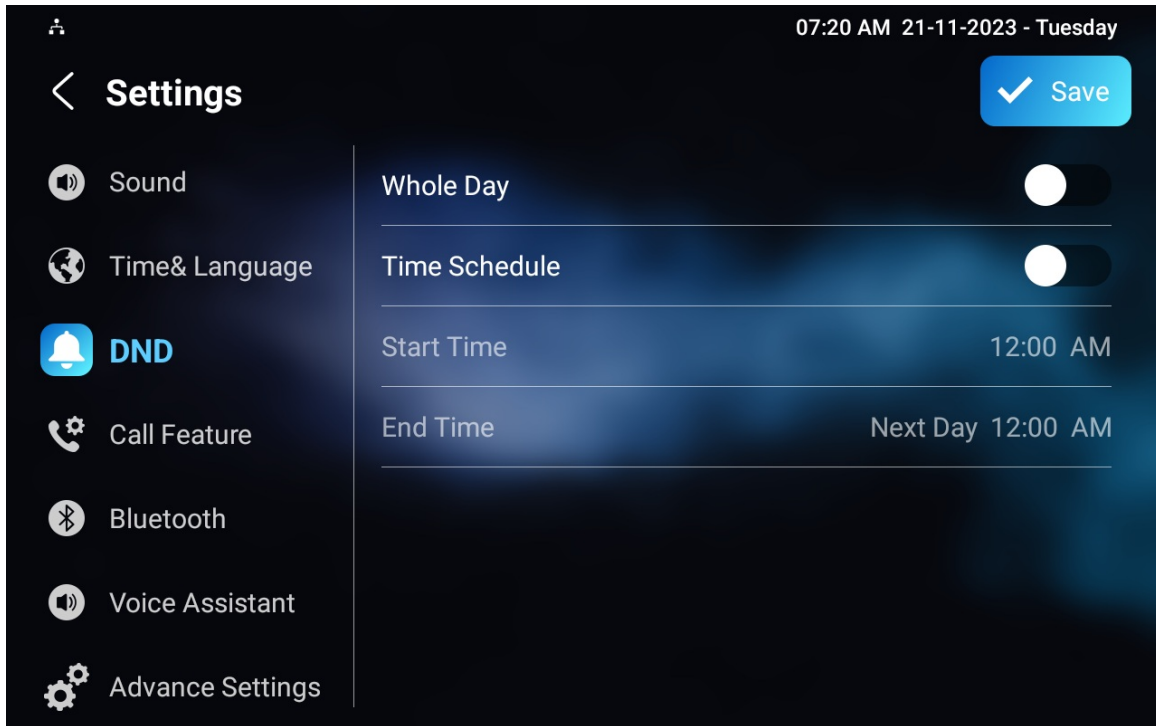 07:20 AM 21-11-2023 - Tuesday
Settings
Save
Sound
Time& Language
DND
Call Feature
Bluetooth
Voice Assistant
Advance Settings
Whole Day
Time Schedule
Start Time 12:00 AM
End Time Next Day 12:00 AM